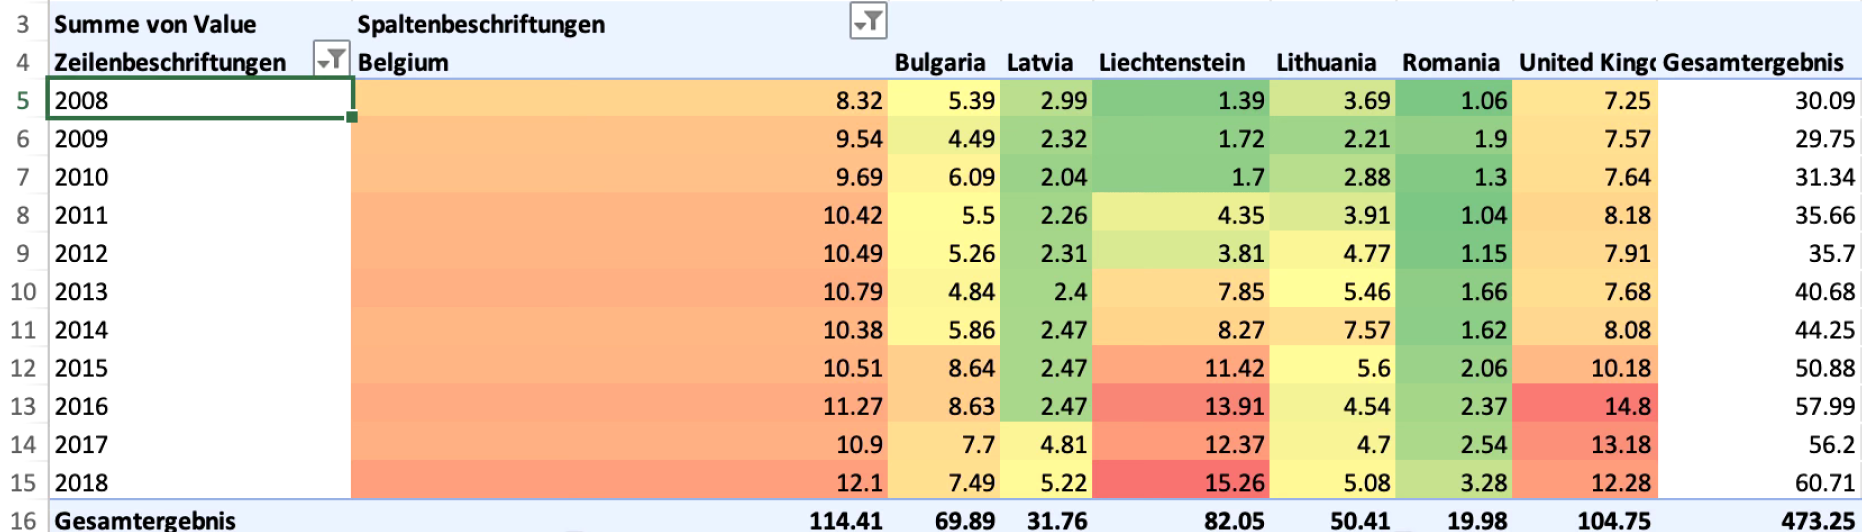 3 Summe von Value Spaltenbeschriftungen
4 Zeilenbeschriftungen Belgium Bulgaria Latvia Liechtenstein Lithuania Romania United Kingc Gesamtergebnis
5 2008 8.32 5.39 2.99 1.39 3.69 1.06 7.25 30.09
6 2009 9.54 4.49 2.32 1.72 2.21 1.9 7.57 29.75
7 2010 9.69 6.09 2.04 1.7 2.88 1.3 7.64 31.34
8 2011 10.42 5.5 2.26 4.35 3.91 1.04 8.18 35.66
9 2012 10.49 5.26 2.31 3.81 4.77 1.15 7.91 35.7
10 2013 10.79 4.84 2.4 7.85 5.46 1.66 7.68 40.68
11 2014 10.38 5.86 2.47 8.27 7.57 1.62 8.08 44.25
12 2015 10.51 8.64 2.47 11.42 5.6 2.06 10.18 50.88
13 2016 11.27 8.63 2.47 13.91 4.54 2.37 14.8 57.99
14 2017 10.9 7.7 4.81 12.37 4.7 2.54 13.18 56.2
15 2018 12.1 7.49 5.22 15.26 5.08 3.28 12.28 60.71
16 Gesamtergebnis 114.41 69.89 31.76 82.05 50.41 19.98 104.75 473.25